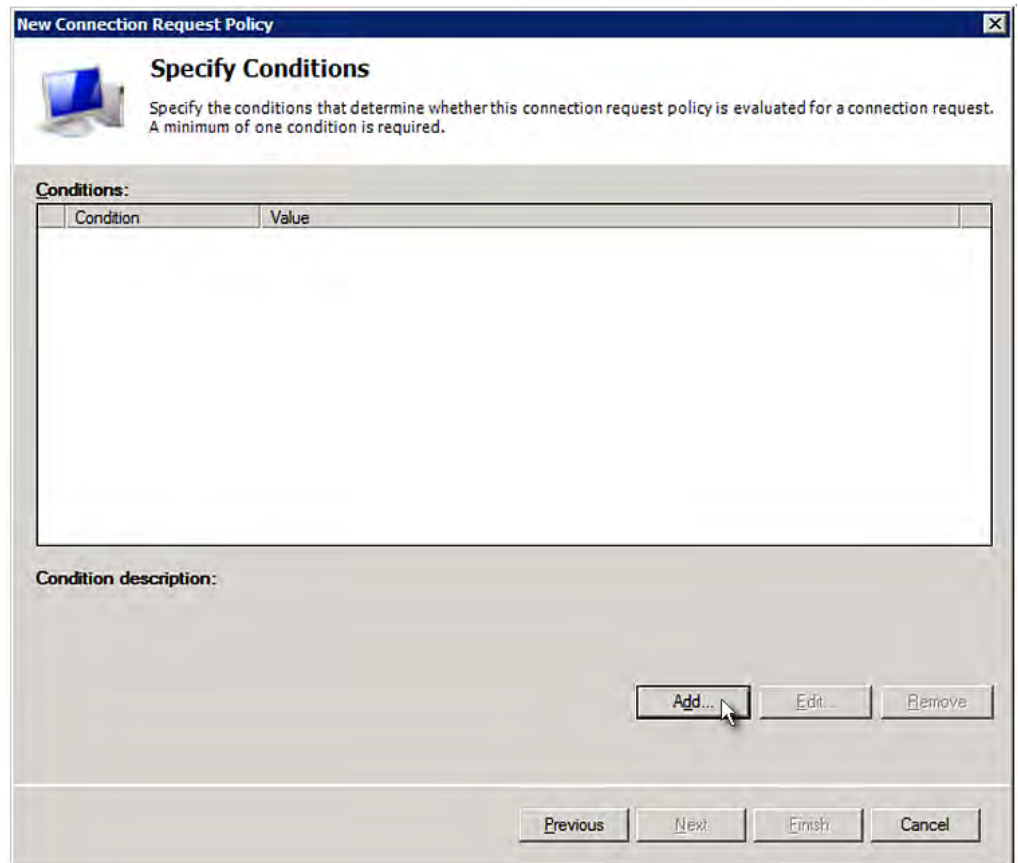 New Connection Request Policy
Specify Conditions
Specify the conditions that determine whether this connection request policy is evaluated for a connection request.
A minimum of one condition is required.
Conditions:
Condition Value
Condition description:
Add... Edit... Remove
Previous Next Finish Cancel